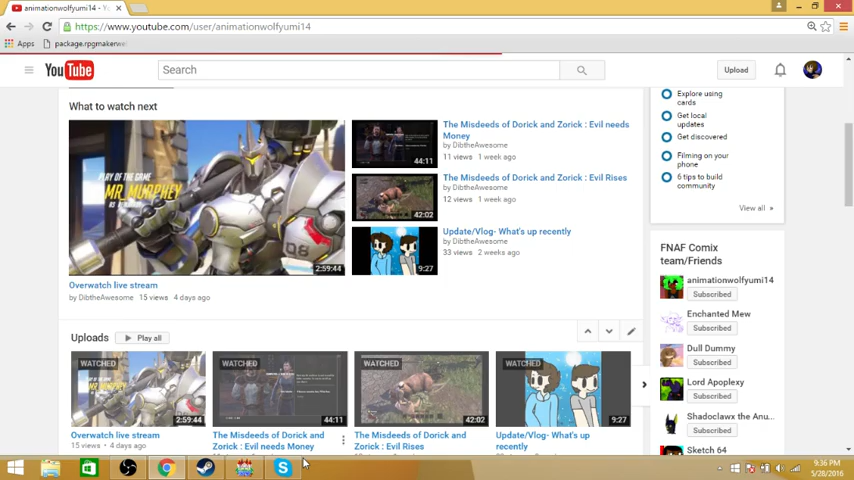 animationwolfyumi14 - Y
https://www.youtube.com/user/animationwolfyumi14
Apps
package.rpgmakerw
YouTube
Search
Upload
What to watch next
PLAY OF THE GAME
MR_MURPHEY
2:59:44
Overwatch live stream
by DibtheAwesome
15 views 4 days ago
The Misdeeds of Dorick and Zorick : Evil needs
Money
by DibtheAwesome
11 views 1 week ago
44:11
The Misdeeds of Dorick and Zorick : Evil Rises
by DibtheAwesome
12 views 1 week ago
42:02
Update/Vlog- What's up recently
by DibtheAwesome
33 views 2 weeks ago
9:27
Explore using
cards
Get local
updates
Get discovered
Filming on your
phone
6 tips to build
community
View all »
FNAF Comix
team/Friends
animationwolfyumi14
Subscribed
Enchanted Mew
Subscribed
Dull Dummy
Subscribed
Lord Apoplexy
Subscribed
Shadoclawx the Anu...
Subscribed
Sketch 64
Uploads
Play all
WATCHED
2:59:44
Overwatch live stream
15 views 4 days ago
WATCHED
44:11
The Misdeeds of Dorick and
Zorick : Evil needs Money
WATCHED
42:02
The Misdeeds of Dorick and
Zorick : Evil Rises
WATCHED
9:27
Update/Vlog- What's up
recently
9:36 PM
5/28/2016